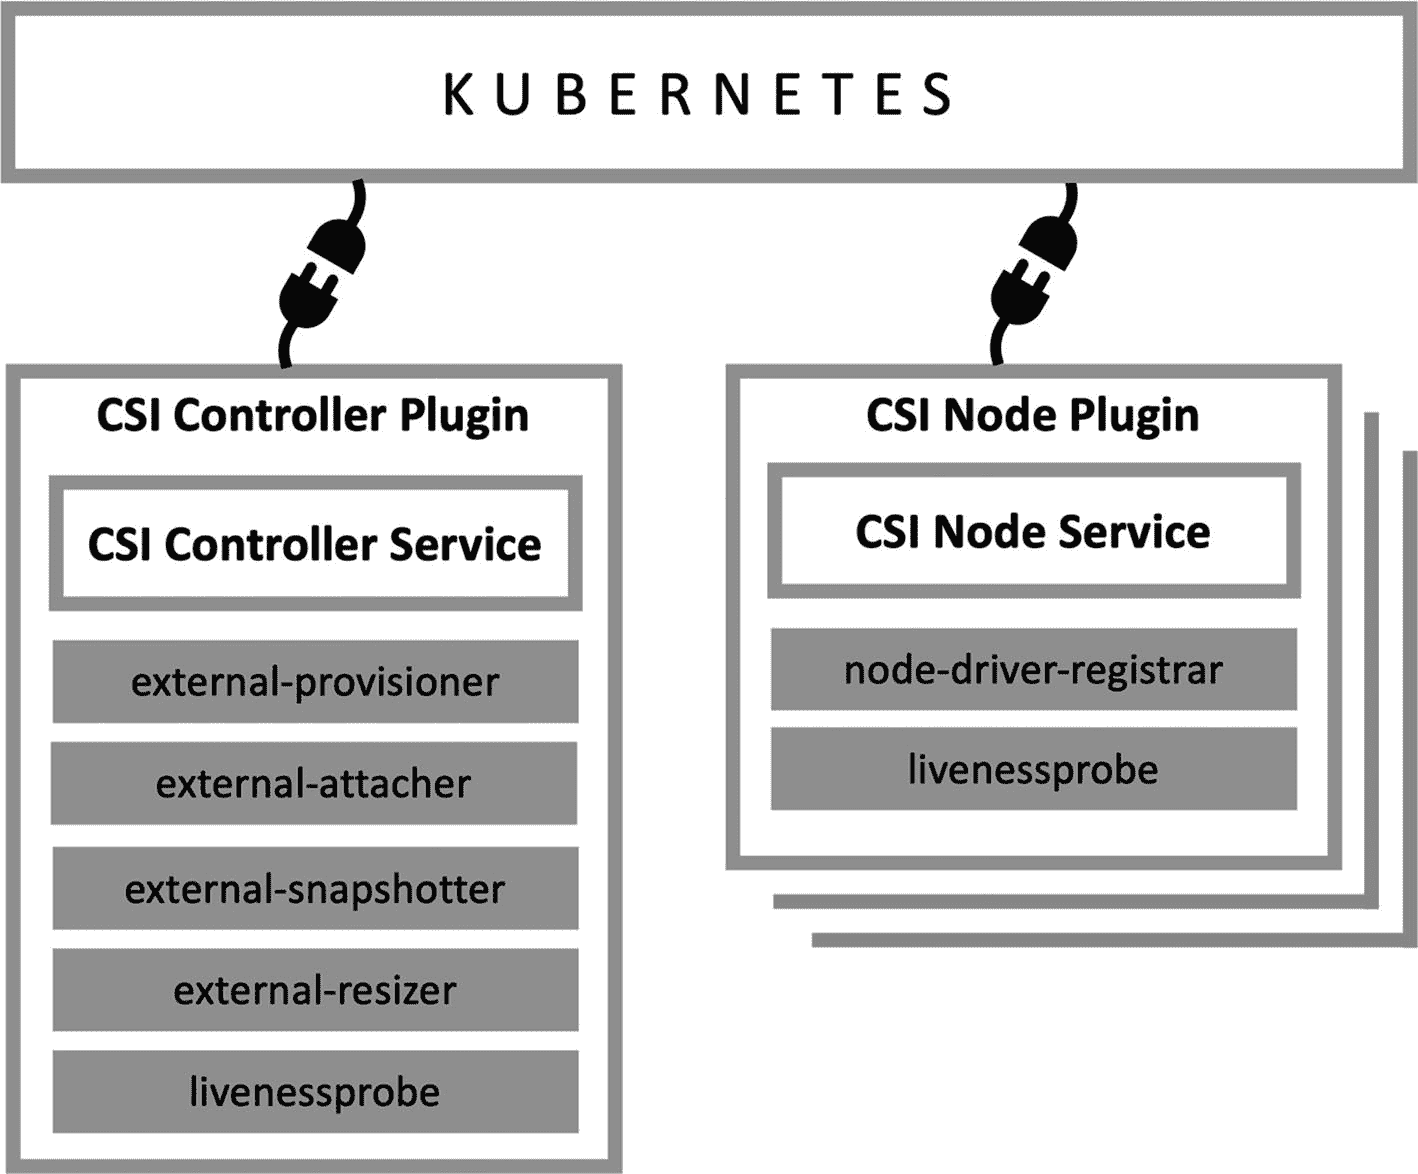 KUBERNETES
CSI Controller Plugin
CSI Controller Service
external-provisioner
external-attacher
external-snapshotter
external-resizer
livenessprobe
CSI Node Plugin
CSI Node Service
node-driver-registrar
livenessprobe